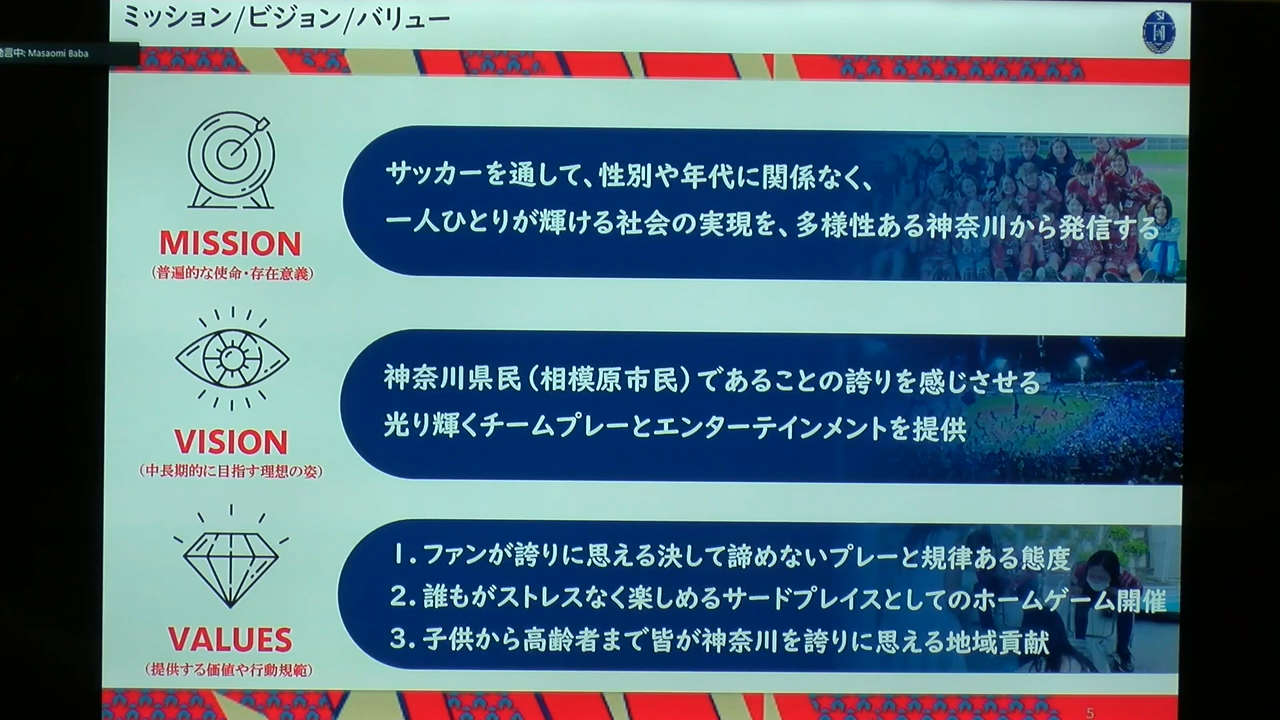 ミッション/ビジョン/バリュー
発言中: Masaomi Baba
MISSION
(普遍的な使命・存在意義)
サッカーを通して、性別や年代に関係なく、
一人ひとりが輝ける社会の実現を、多様性ある神奈川から発信する
VISION
(中長期的に目指す理想の姿)
神奈川県民(相模原市民)であることの誇りを感じさせる
光り輝くチームプレーとエンターテインメントを提供
VALUES
(提供する価値や行動規範)
1. ファンが誇りに思える決して諦めないプレーと規律ある態度
2. 誰もがストレスなく楽しめるサードプレイスとしてのホームゲーム開催
3. 子供から高齢者まで皆が神奈川を誇りに思える地域貢献
5